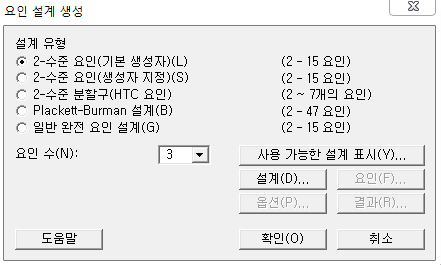 요인 설계 생성
설계 유형
2-수준 요인(기본 생성자)(L) (2 - 15 요인)
2-수준 요인(생성자 지정)(S) (2 - 15 요인)
2-수준 분할구(HTC 요인) (2 ~ 7개의 요인)
Plackett-Burman 설계(B) (2 - 47 요인)
일반 완전 요인 설계(G) (2 - 15 요인)
요인 수(N): 3 사용 가능한 설계 표시(Y)...
설계(D)... 요인(F)...
옵션(P)... 결과(R)...
도움말 확인(O) 취소